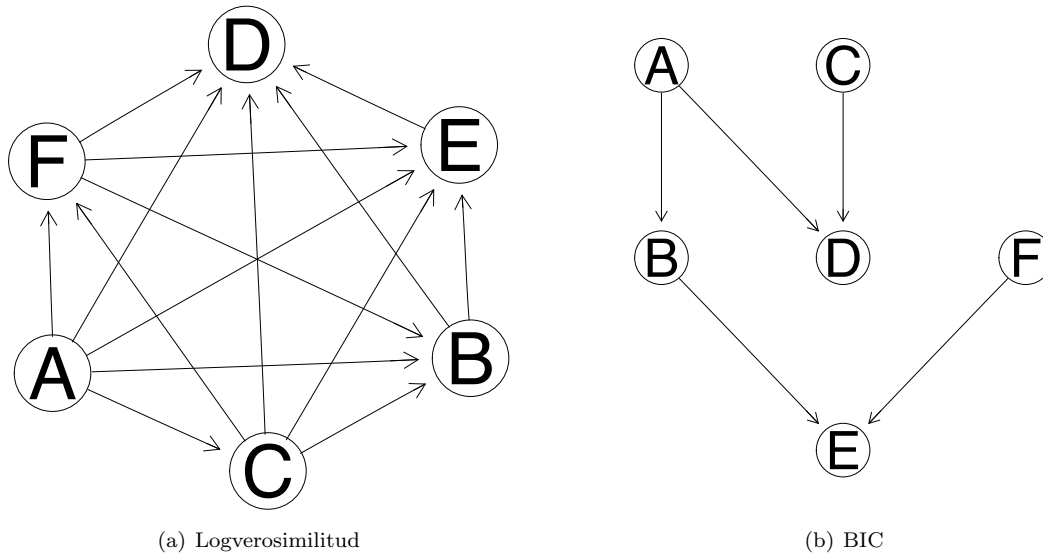 D
F E
A B
C
(a) Logverosimilitud
A C
B D F
E
(b) BIC